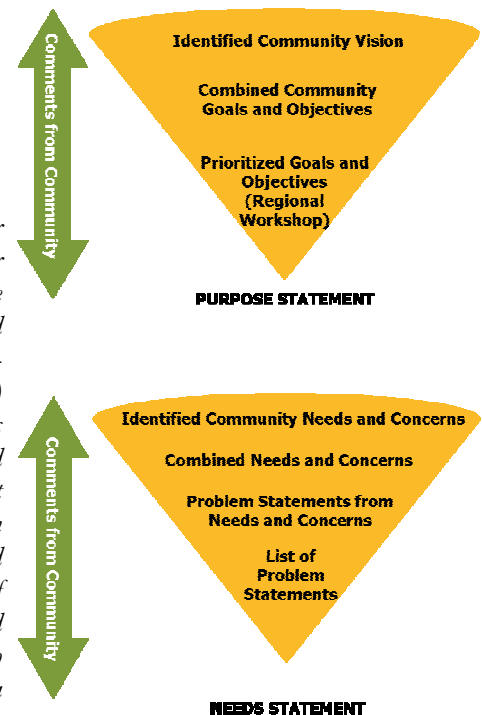 Comments from Community
Identified Community Vision
Combined Community
Goals and Objectives
Prioritized Goals and
Objectives
(Regional
Workshop)
PURPOSE STATEMENT
Comments from Community
Identified Community Needs and Concerns
Combined Needs and Concerns
Problem Statements from
Needs and Concerns
List of
Problem
Statements
NEEDS STATEMENT